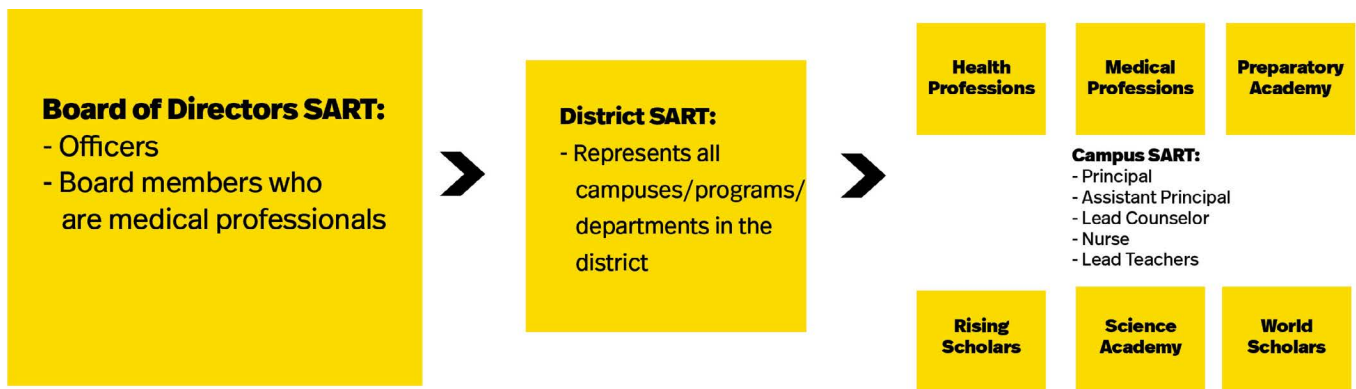 Board of Directors SART:
- Officers
- Board members who
are medical professionals
District SART:
- Represents all
campuses/programs/
departments in the
district
Health
Professions
Medical
Professions
Preparatory
Academy
Campus SART:
- Principal
- Assistant Principal
- Lead Counselor
- Nurse
- Lead Teachers
Rising
Scholars
Science
Academy
World
Scholars